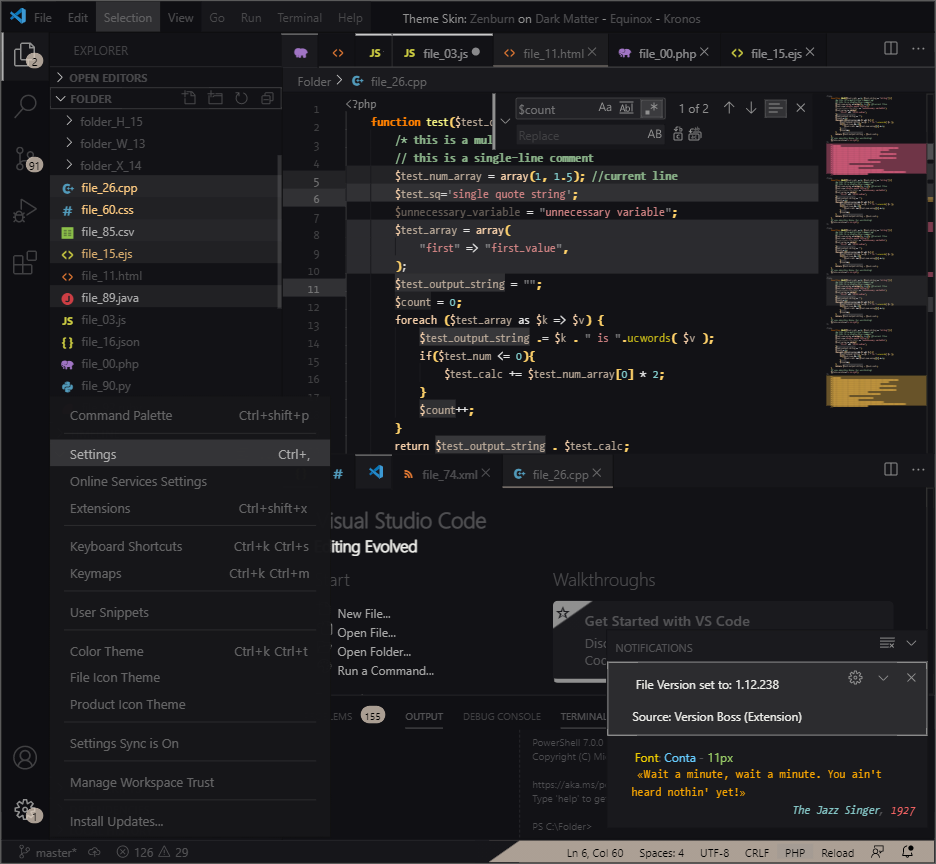 File Edit Selection View Go Run Terminal Help Theme Skin: Zenburn on Dark Matter - Equinox - Kronos
2 EXPLORER
JS JS file_03.js file_11.html file_00.php file_15.ejs
OPEN EDITORS
Folder > file_26.cpp
FOLDER
folder_H_15
folder_W_13
folder_X_14
file_26.cpp
file_60.css
file_85.csv
file_15.ejs
file_11.html
file_89.java
JS file_03.js
file_16.json
file_00.php
file_90.py
91
$count Aa Ab .* 1 of 2
Replace AB
1 <?php
2 function test($test_
3 /* this is a mul
4 // this is a single-line comment
5 $test_num_array = array(1, 1.5); //current line
6 $test_sq='single quote string';
7 $unnecessary_variable = "unnecessary variable";
8 $test_array = array(
9 "first" => "first_value",
10 );
11 $test_output_string = "";
12 $count = 0;
13 foreach ($test_array as $k => $v) {
14 $test_output_string .= $k . " is ".ucwords( $v );
15 if($test_num <= 0){
16 $test_calc += $test_num_array[0] * 2;
}
$count++;
}
return $test_output_string . $test_calc;
Command Palette Ctrl+shift+p
Settings Ctrl+,
Online Services Settings
Extensions Ctrl+shift+x
Keyboard Shortcuts Ctrl+k Ctrl+s
Keymaps Ctrl+k Ctrl+m
User Snippets
Color Theme Ctrl+k Ctrl+t
File Icon Theme
Product Icon Theme
Settings Sync is On
Manage Workspace Trust
Install Updates...
# file_74.xml file_26.cpp
isual Studio Code
iting Evolved
art
New File...
Open File...
Open Folder...
Run a Command...
Walkthroughs
Get Started with VS Code
Disc
Coc
NOTIFICATIONS
File Version set to: 1.12.238
Source: Version Boss (Extension)
Font: Conta - 11px
«Wait a minute, wait a minute. You ain't
heard nothin' yet!»
The Jazz Singer, 1927
LEMS 155 OUTPUT DEBUG CONSOLE TERMINAL
PowerShell 7.0.0
Copyright (C) Mi
https://aka.ms/p
Type 'help' to ge
PS C:\Folder>
1
master* 126 29 Ln 6, Col 60 Spaces: 4 UTF-8 CRLF PHP Reload